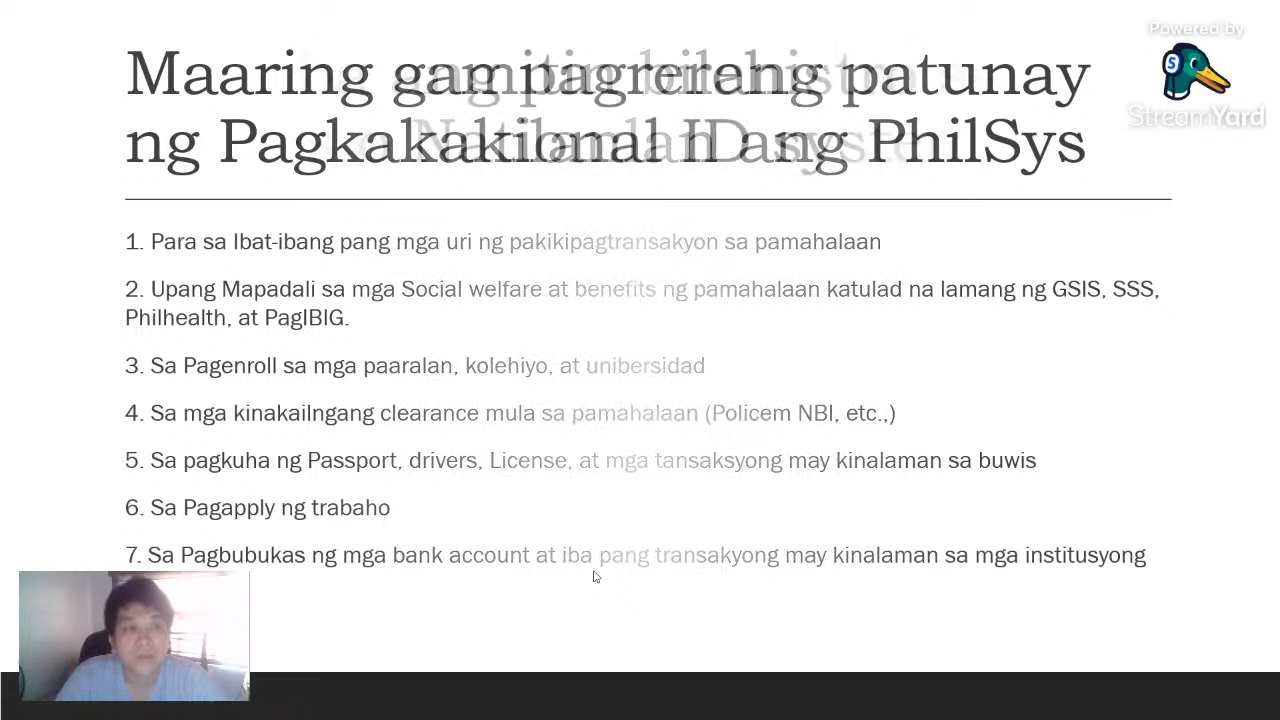 Powered by
StreamYard
Maaring patunay
ng PhilSys
1. Para sa Ibat-ibang pang mga uri ng pakikipagtransakyon sa pamahalaan
2. Upang Mapadali sa mga Social welfare at benefits ng pamahalaan katulad na lamang ng GSIS, SSS,
Philhealth, at PagIBIG.
3. Sa Pagenroll sa mga paaralan, kolehiyo, at unibersidad
4. Sa mga kinakailngang clearance mula sa pamahalaan (Policem NBI, etc.,)
5. Sa pagkuha ng Passport, drivers, License, at mga tansaksyong may kinalaman sa buwis
6. Sa Pagapply ng trabaho
7. Sa Pagbubukas ng mga bank account at iba pang transakyong may kinalaman sa mga institusyong